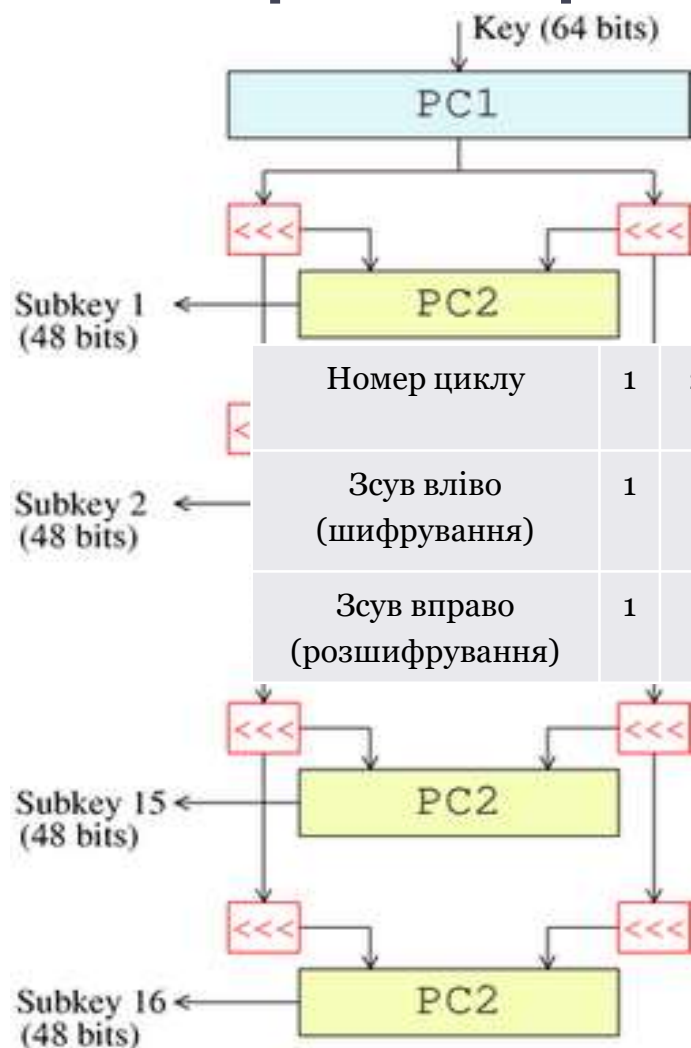 Key (64 bits)
PC1
<<< <<<
PC2
Subkey 1
(48 bits)
Номер циклу 1
Зсув вліво 1
(шифрування)
Subkey 2
(48 bits)
Зсув вправо 1
(розшифрування)
<<< <<<
PC2
Subkey 15
(48 bits)
<<< <<<
PC2
Subkey 16
(48 bits)